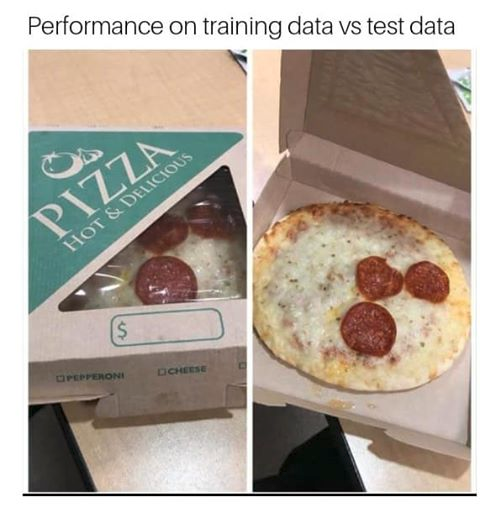 Performance on training data vs test data
PIZZA
HOT & DELICIOUS
$
PEPPERONI
CHEESE